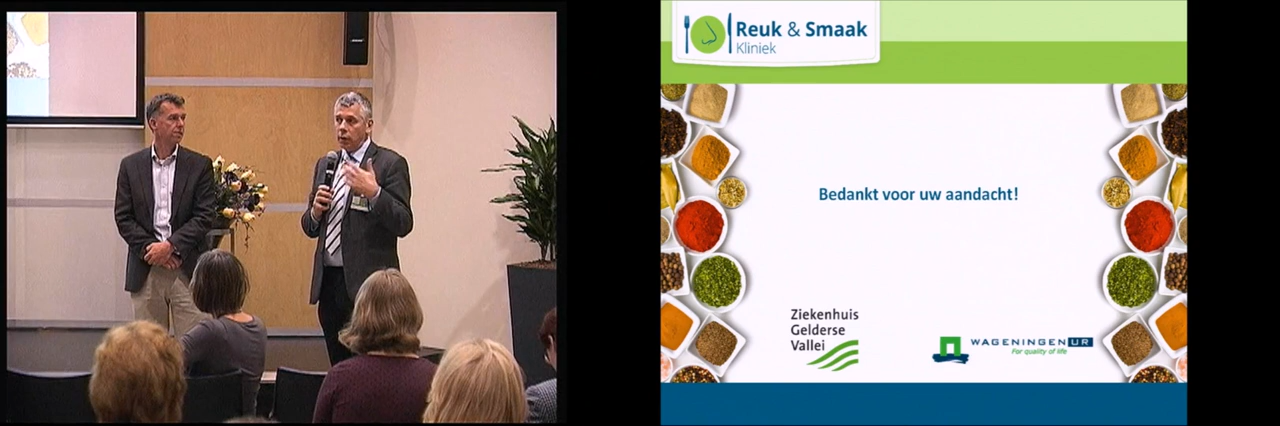 Reuk & Smaak
Kliniek
Bedankt voor uw aandacht!
Ziekenhuis
Gelderse
Vallei
WAGENINGEN UR
For quality of life